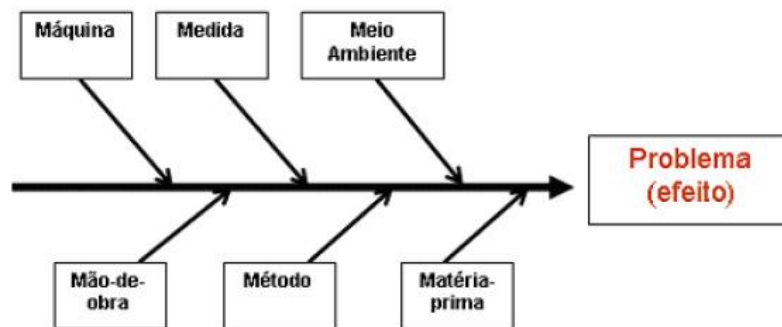 Máquina
Medida
Meio
Ambiente
Problema
(efeito)
Mão-de-
obra
Método
Matéria-
prima